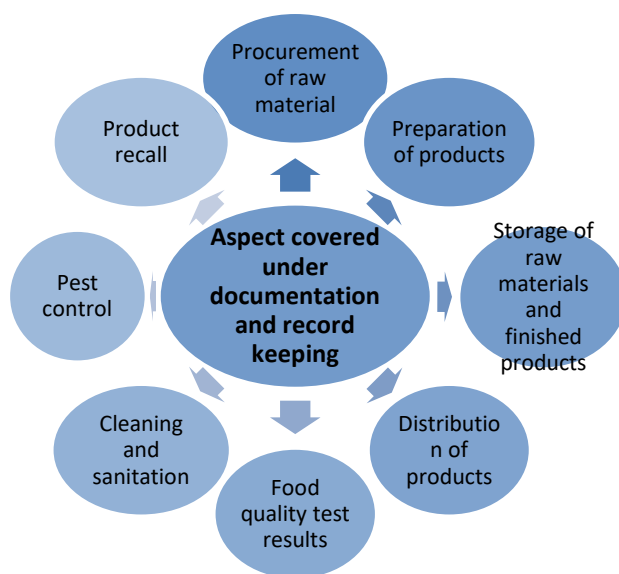 Procurement
of raw
material
Preparation
of products
Storage of
raw
materials
and
finished
products
Distributio
n of
products
Food
quality test
results
Cleaning
and
sanitation
Pest
control
Product
recall
Aspect covered
under
documentation
and record
keeping